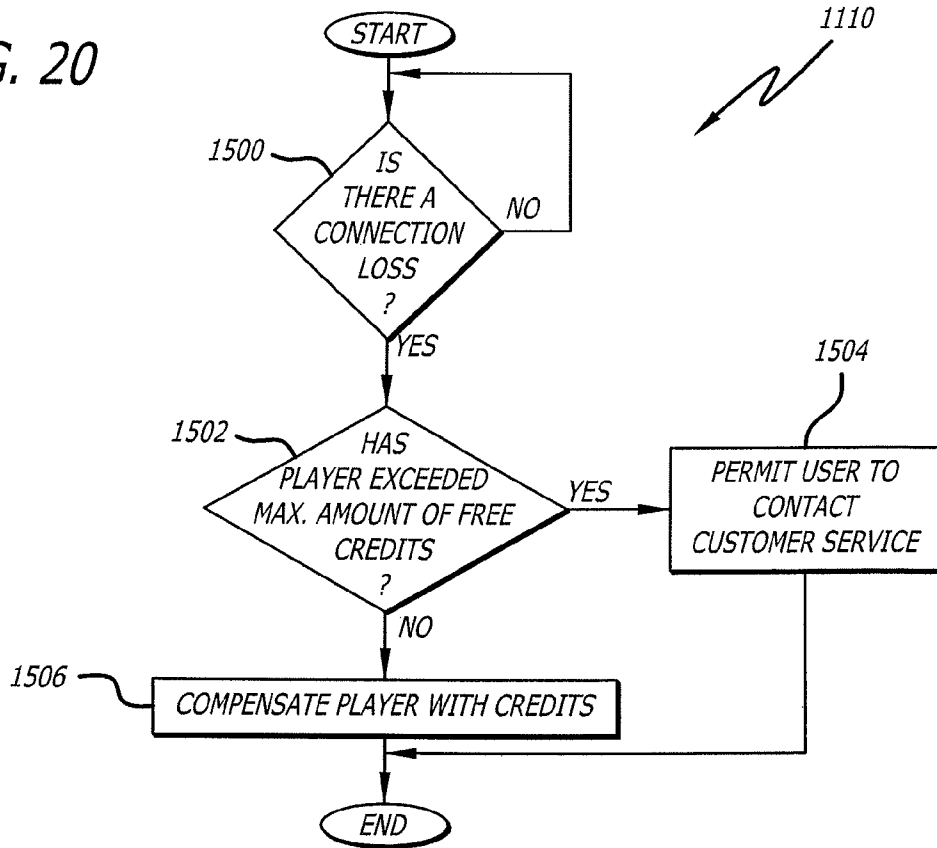 G. 20
START
1110
1500
IS
THERE A
CONNECTION
LOSS
?
NO
YES
1502
HAS
PLAYER EXCEEDED
MAX. AMOUNT OF FREE
CREDITS
?
YES
1504
PERMIT USER TO
CONTACT
CUSTOMER SERVICE
NO
1506
COMPENSATE PLAYER WITH CREDITS
END